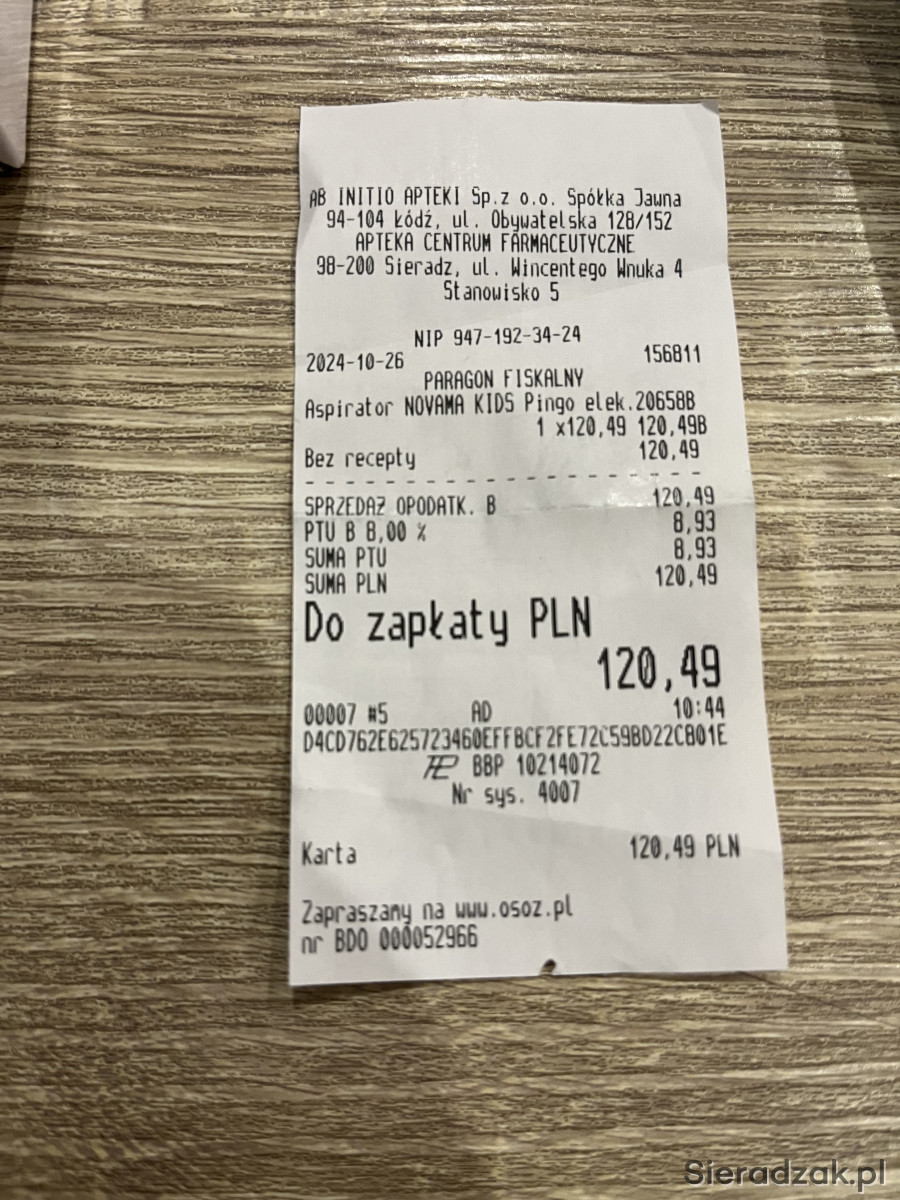 AB INITIO APTEKI Sp.z o.o. Spółka Jawna
94-104 Łódź, ul. Obywatelska 128/152
APTEKA CENTRUM FARMACEUTYCZNE
98-200 Sieradz, ul. Wincentego Wnuka 4
Stanowisko 5
NIP 947-192-34-24
2024-10-26 156811
PARAGON FISKALNY
Aspirator NOVAMA KIDS Pingo elek.20658B
1 x120,49 120,49B
Bez recepty 120,49
SPRZEDAŻ OPODATK. B 120,49
PTU B 8,00 % 8,93
SUMA PTU 8,93
SUMA PLN 120,49
Do zapłaty PLN
120,49
00007 #5 AD 10:44
D4CD762E625723460EFFBCF2FE72C59BD22CB01E
BBP 10214072
Nr sys. 4007
Karta 120,49 PLN
Zapraszamy na www.osoz.pl
nr BDO 000052966
Sieradzak.pl